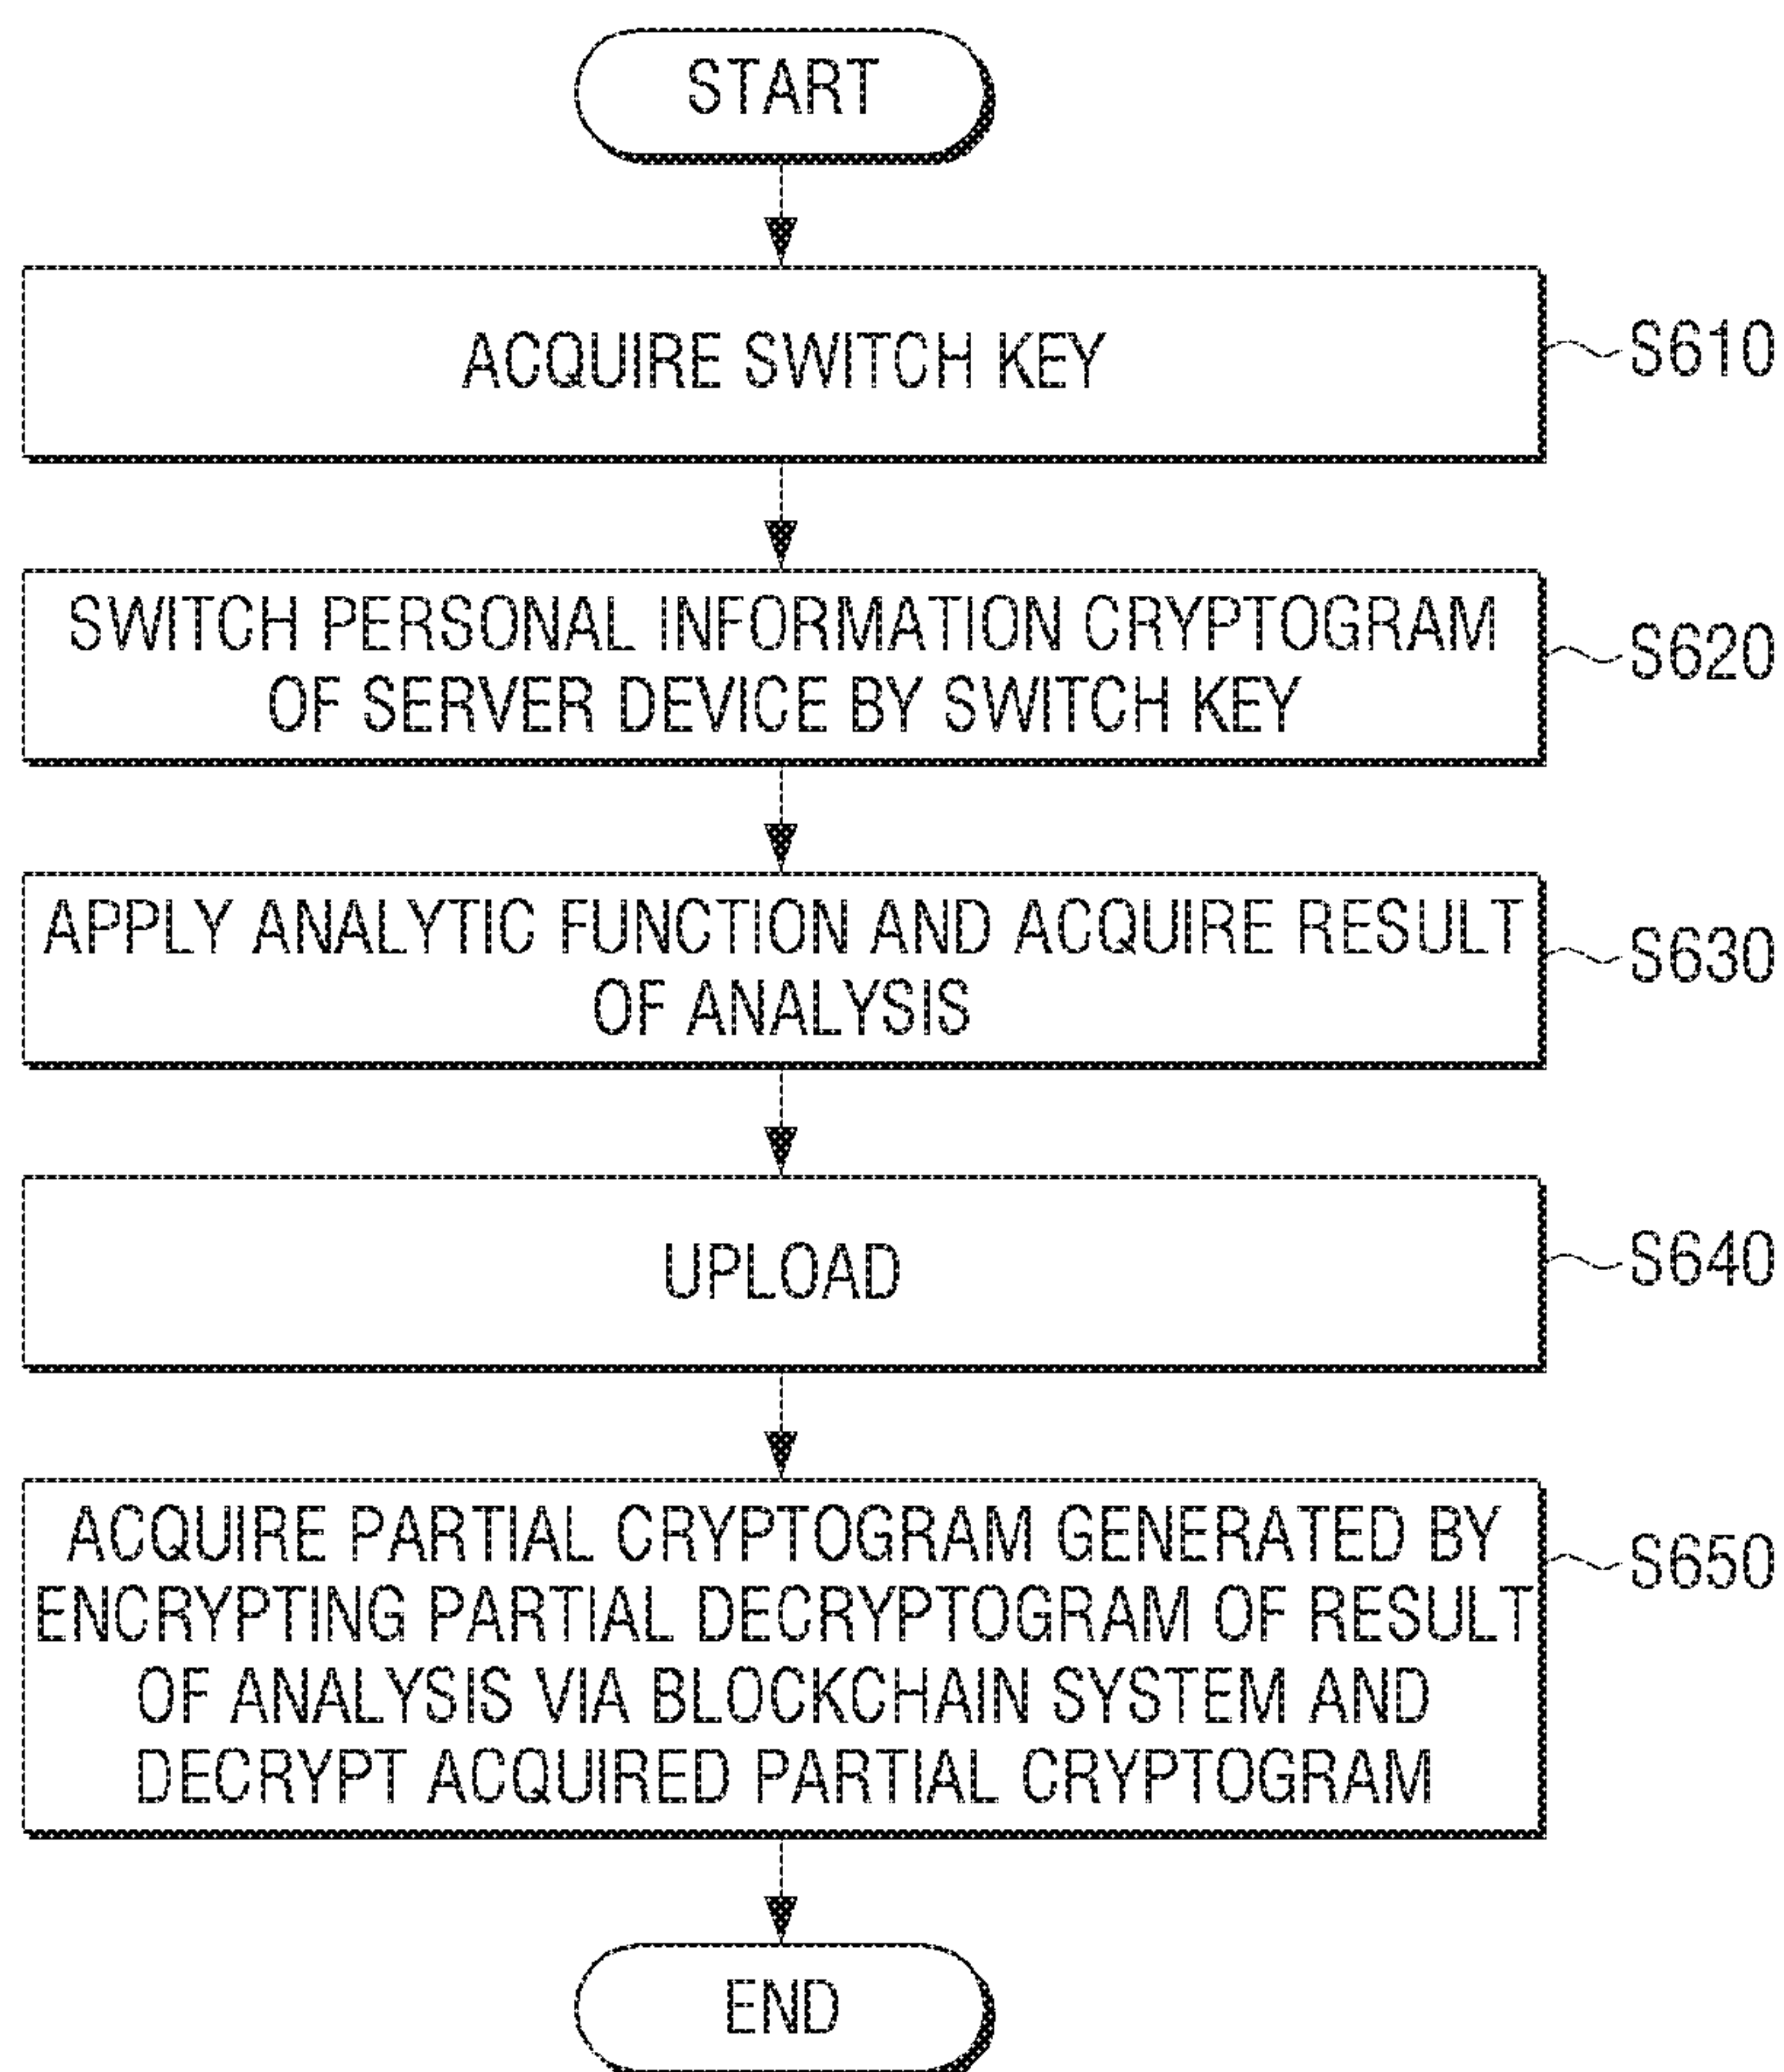 START
ACQUIRE SWITCH KEY
S610
SWITCH PERSONAL INFORMATION CRYPTOGRAM
OF SERVER DEVICE BY SWITCH KEY
S620
APPLY ANALYTIC FUNCTION AND ACQUIRE RESULT
OF ANALYSIS
S630
UPLOAD
S640
ACQUIRE PARTIAL CRYPTOGRAM GENERATED BY
ENCRYPTING PARTIAL DECRYPTOGRAM OF RESULT
OF ANALYSIS VIA BLOCKCHAIN SYSTEM AND
DECRYPT ACQUIRED PARTIAL CRYPTOGRAM
S650
END